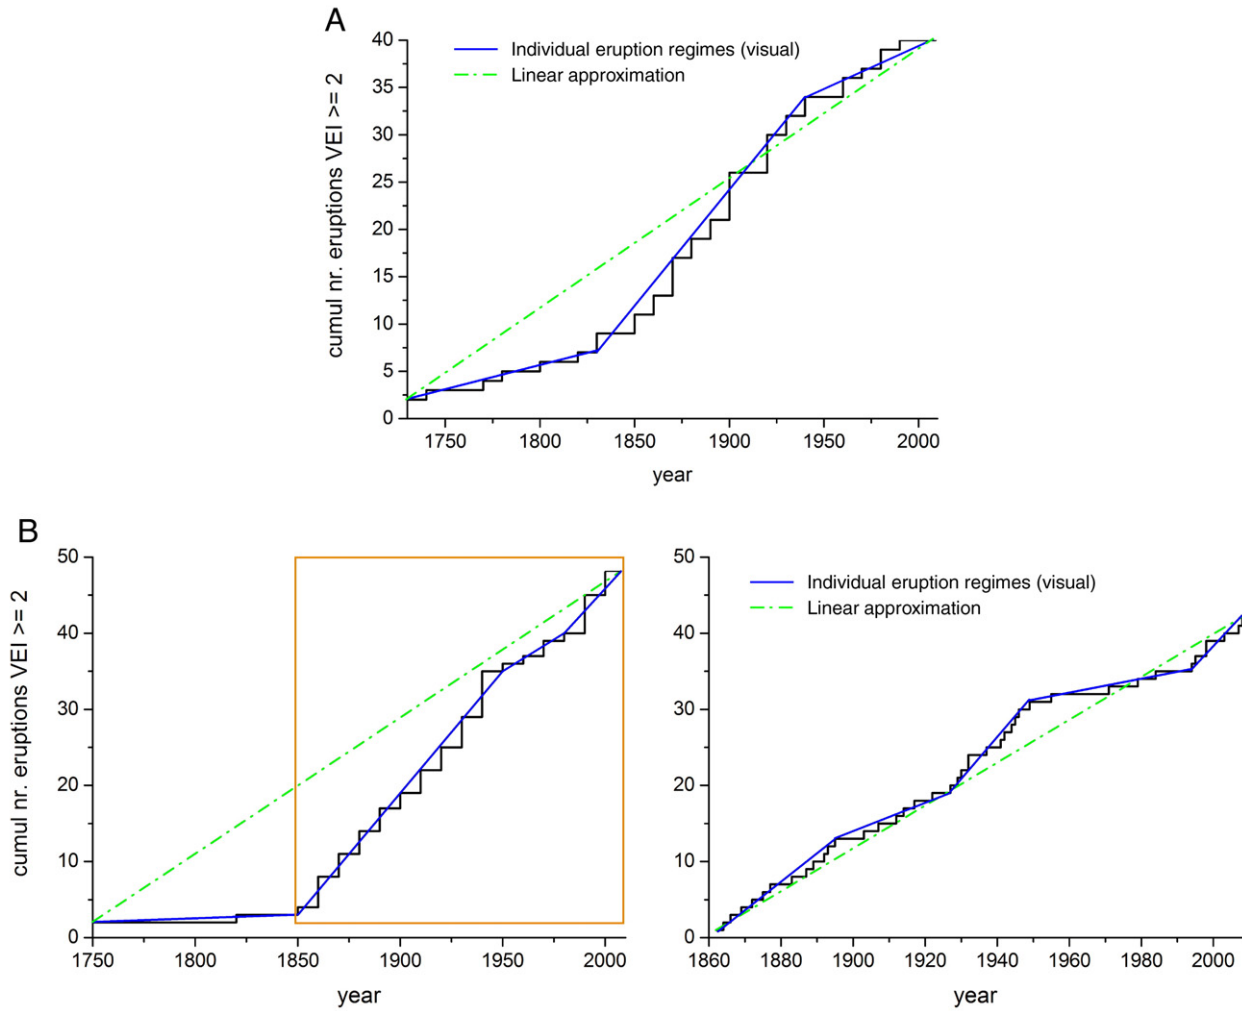 A
Individual eruption regimes (visual)
Linear approximation
cumul nr. eruptions VEI >= 2
40
35
30
25
20
15
10
5
0
1750 1800 1850 1900 1950 2000
year
B
cumul nr. eruptions VEI >= 2
50
40
30
20
10
0
1750 1800 1850 1900 1950 2000
year
Individual eruption regimes (visual)
Linear approximation
50
40
30
20
10
0
1860 1880 1900 1920 1940 1960 1980 2000
year